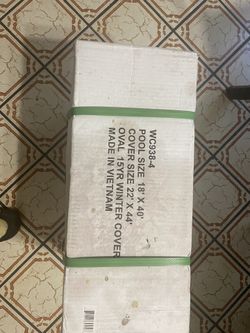 WC938-4
POOL SIZE 18' X 40'
COVER SIZE 22' X 44'
OVAL 15YR WINTER COVER
MADE IN VIETNAM